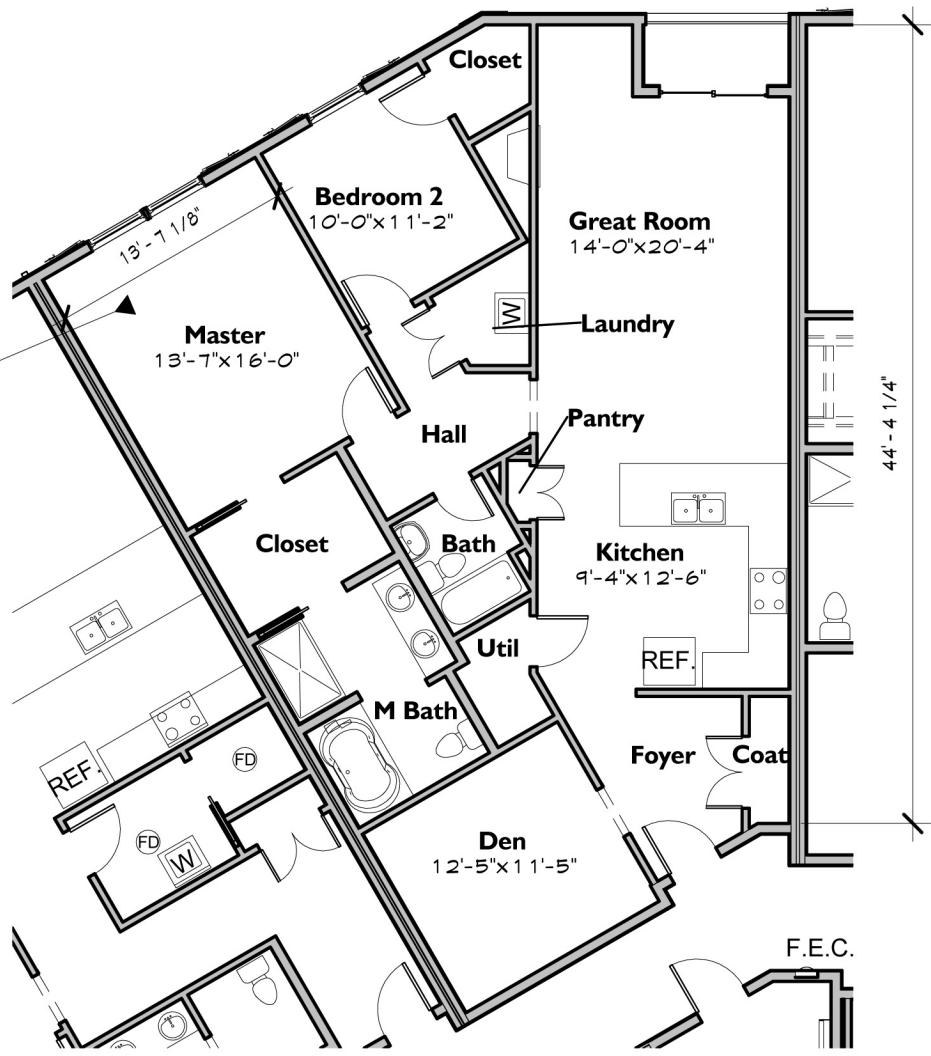 Closet
Bedroom 2
10'-0"x11'-2"
13'-7 1/8"
Great Room
14'-0"x20'-4"
W
Laundry
Master
13'-7"x16'-0"
Hall
Pantry
44'-4 1/4"
Closet
Bath
Kitchen
9'-4"x12'-6"
Util
REF.
M Bath
Foyer
Coat
FD
REF.
FD
W
Den
12'-5"x11'-5"
F.E.C.